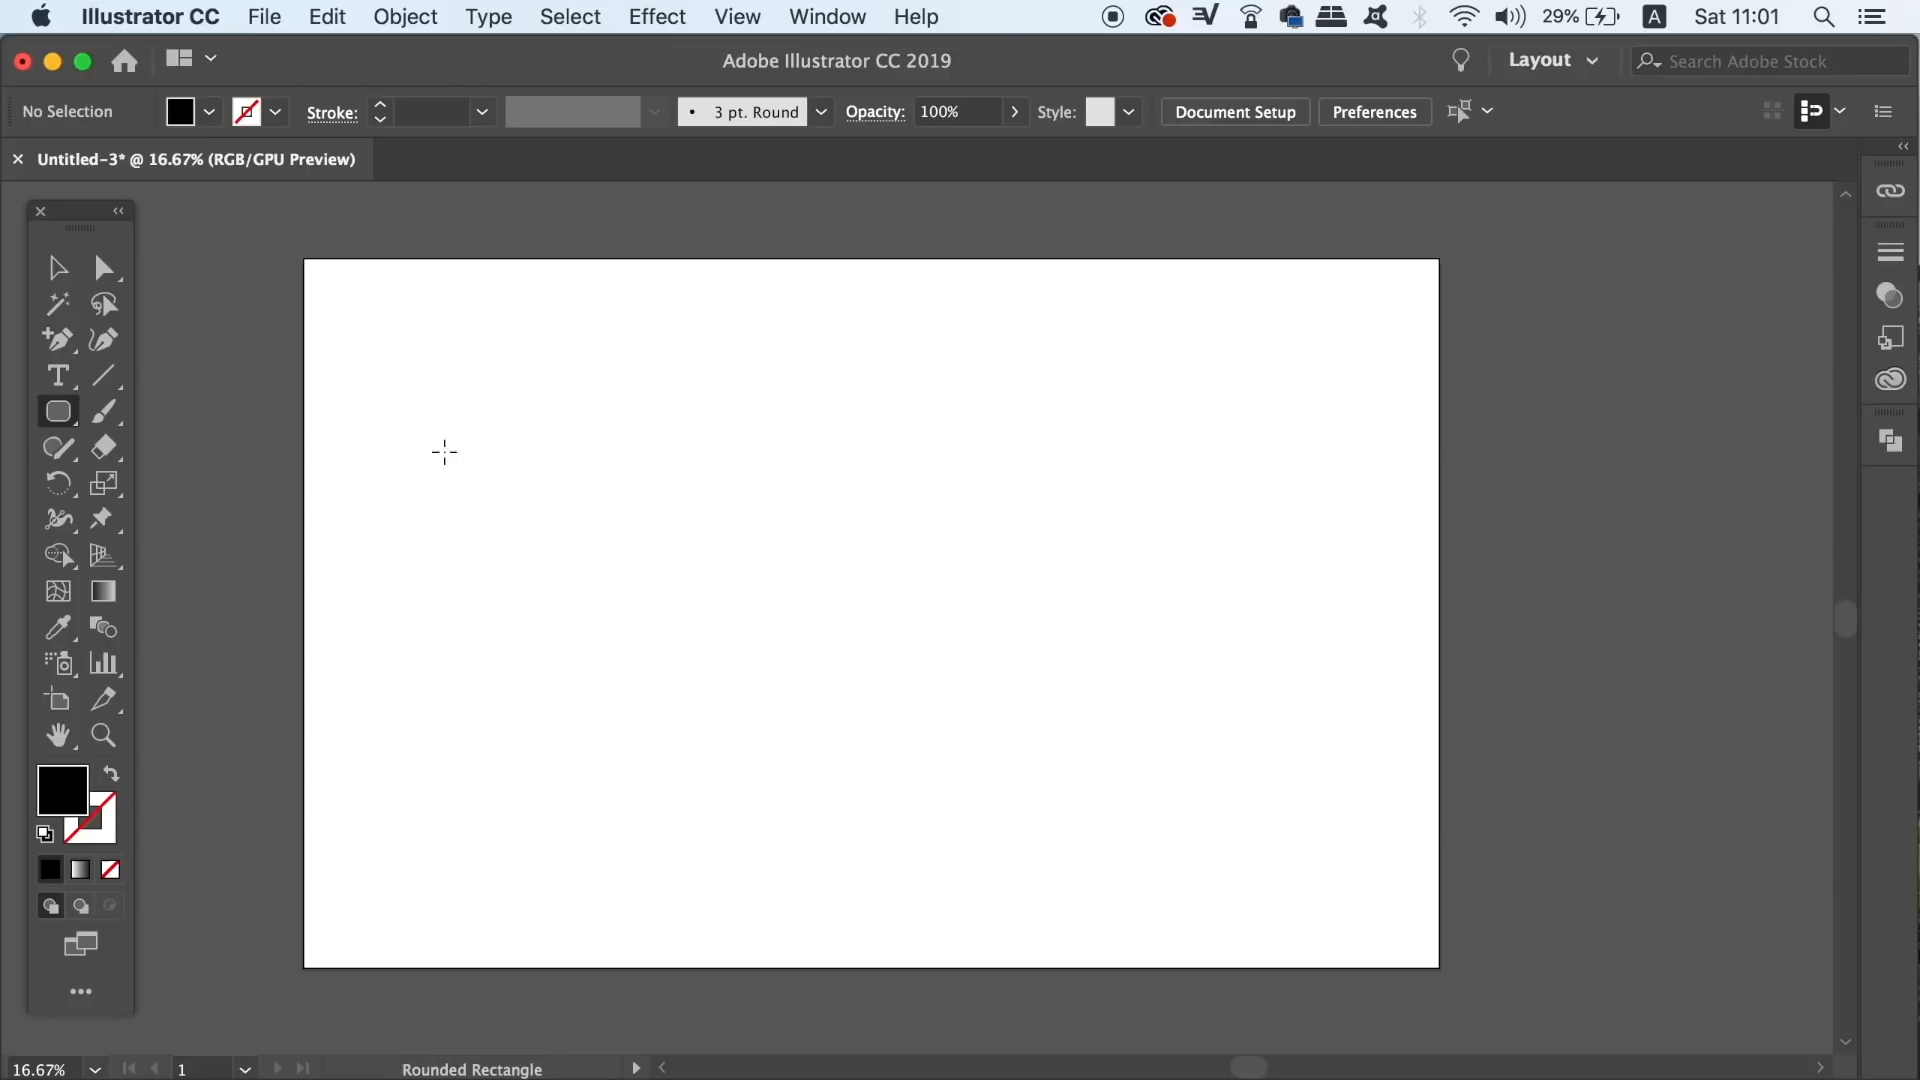 Illustrator CC File Edit Object Type Select Effect View Window Help 29% A Sat 11:01
Adobe Illustrator CC 2019 Layout Search Adobe Stock
No Selection Stroke: 3 pt. Round Opacity: 100% Style: Document Setup Preferences
Untitled-3* @ 16.67% (RGB/GPU Preview)
16.67% 1 Rounded Rectangle